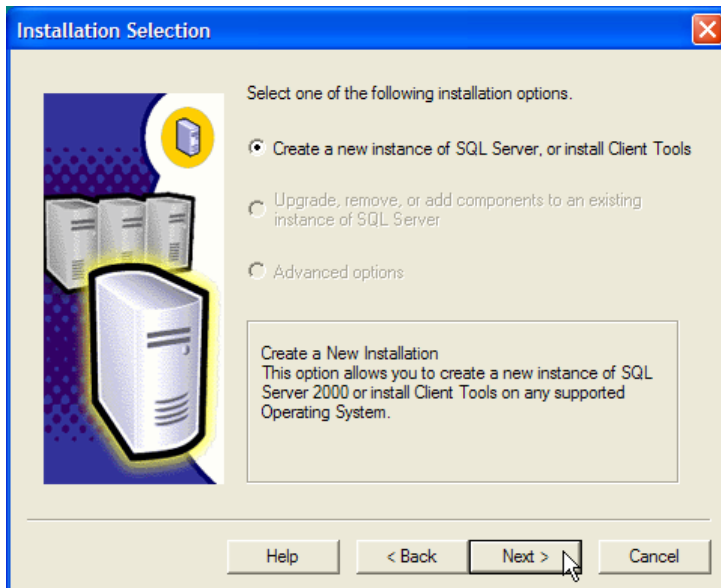 Installation Selection
Select one of the following installation options.
Create a new instance of SQL Server, or install Client Tools
Upgrade, remove, or add components to an existing
instance of SQL Server
Advanced options
Create a New Installation
This option allows you to create a new instance of SQL
Server 2000 or install Client Tools on any supported
Operating System.
Help
< Back
Next >
Cancel